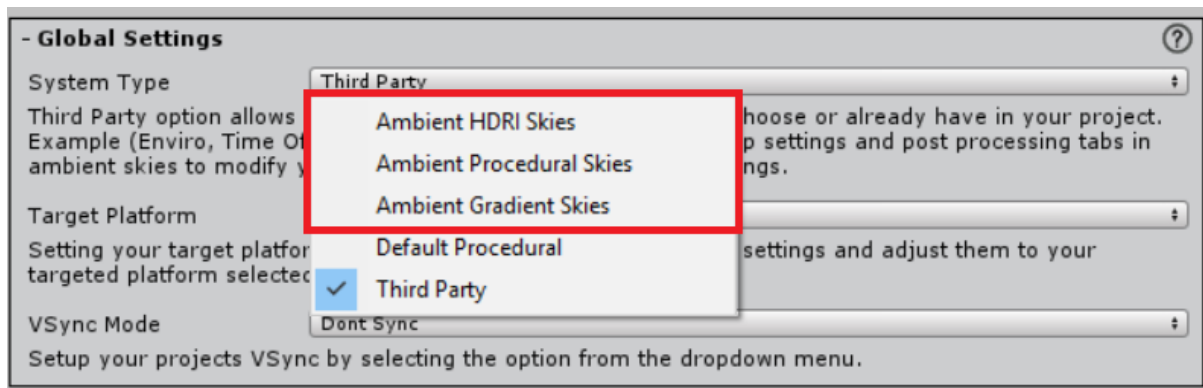 - Global Settings
?
System Type
Third Party
Third Party option allows
hoose or already have in your project.
Example (Enviro, Time Of
p settings and post processing tabs in
ambient skies to modify
ngs.
Ambient HDRI Skies
Ambient Procedural Skies
Ambient Gradient Skies
Default Procedural
Third Party
Target Platform
Setting your target platfor
settings and adjust them to your
targeted platform selected
VSync Mode
Dont Sync
Setup your projects VSync by selecting the option from the dropdown menu.